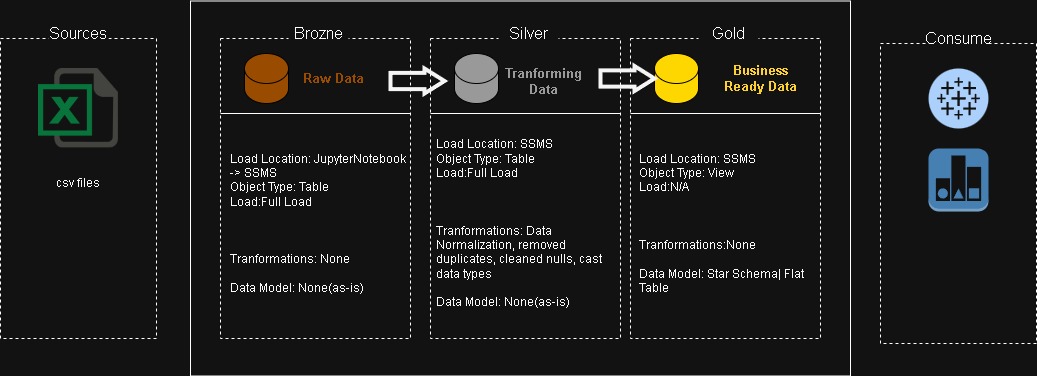 Sources
csv files
Brozne
Raw Data
Load Location: JupyterNotebook
-> SSMS
Object Type: Table
Load:Full Load
Tranformations: None
Data Model: None(as-is)
Silver
Tranforming
Data
Load Location: SSMS
Object Type: Table
Load:Full Load
Tranformations: Data
Normalization, removed
duplicates, cleaned nulls, cast
data types
Data Model: None(as-is)
Gold
Business
Ready Data
Load Location: SSMS
Object Type: View
Load:N/A
Tranformations:None
Data Model: Star Schema| Flat
Table
Consume